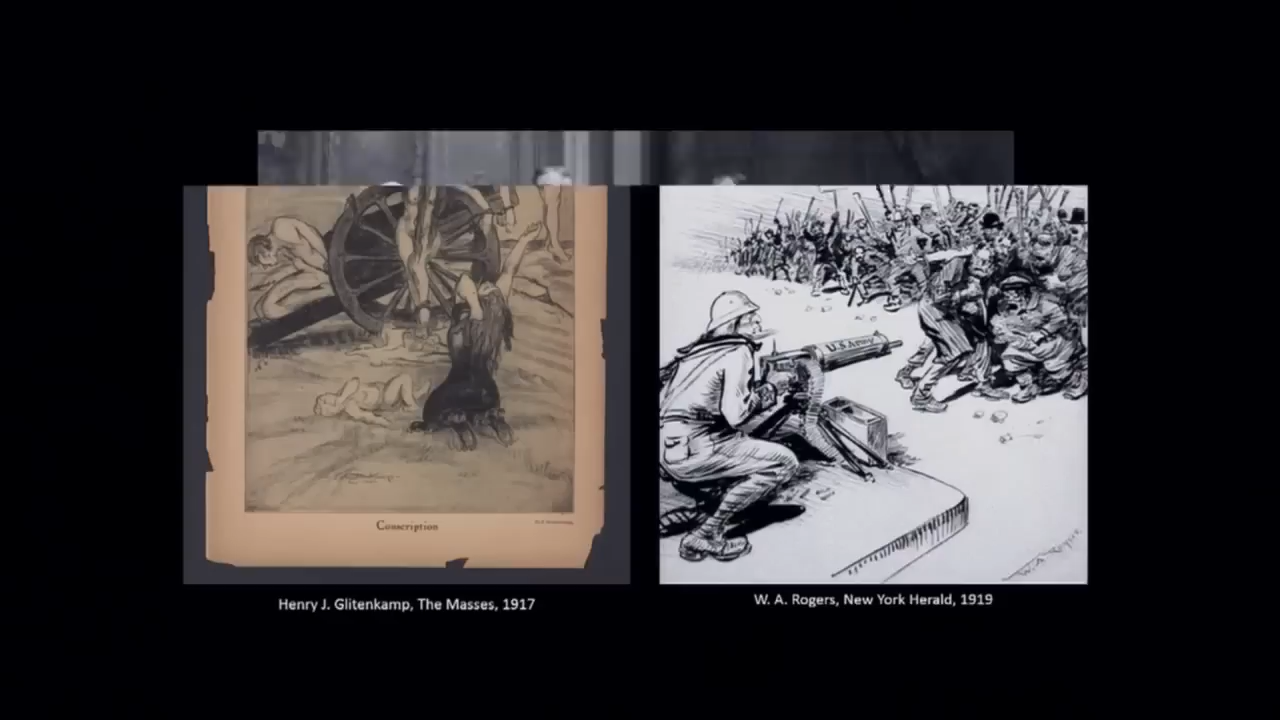 U.S. Army
Conscription
Henry J. Glitenkamp, The Masses, 1917
W. A. Rogers, New York Herald, 1919